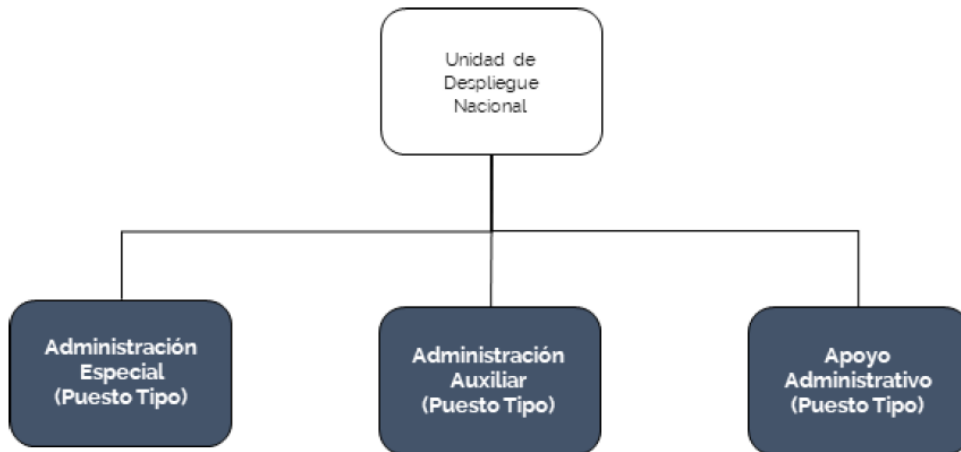 Unidad de
Despliegue
Nacional
Administración
Especial
(Puesto Tipo)
Administración
Auxiliar
(Puesto Tipo)
Apoyo
Administrativo
(Puesto Tipo)